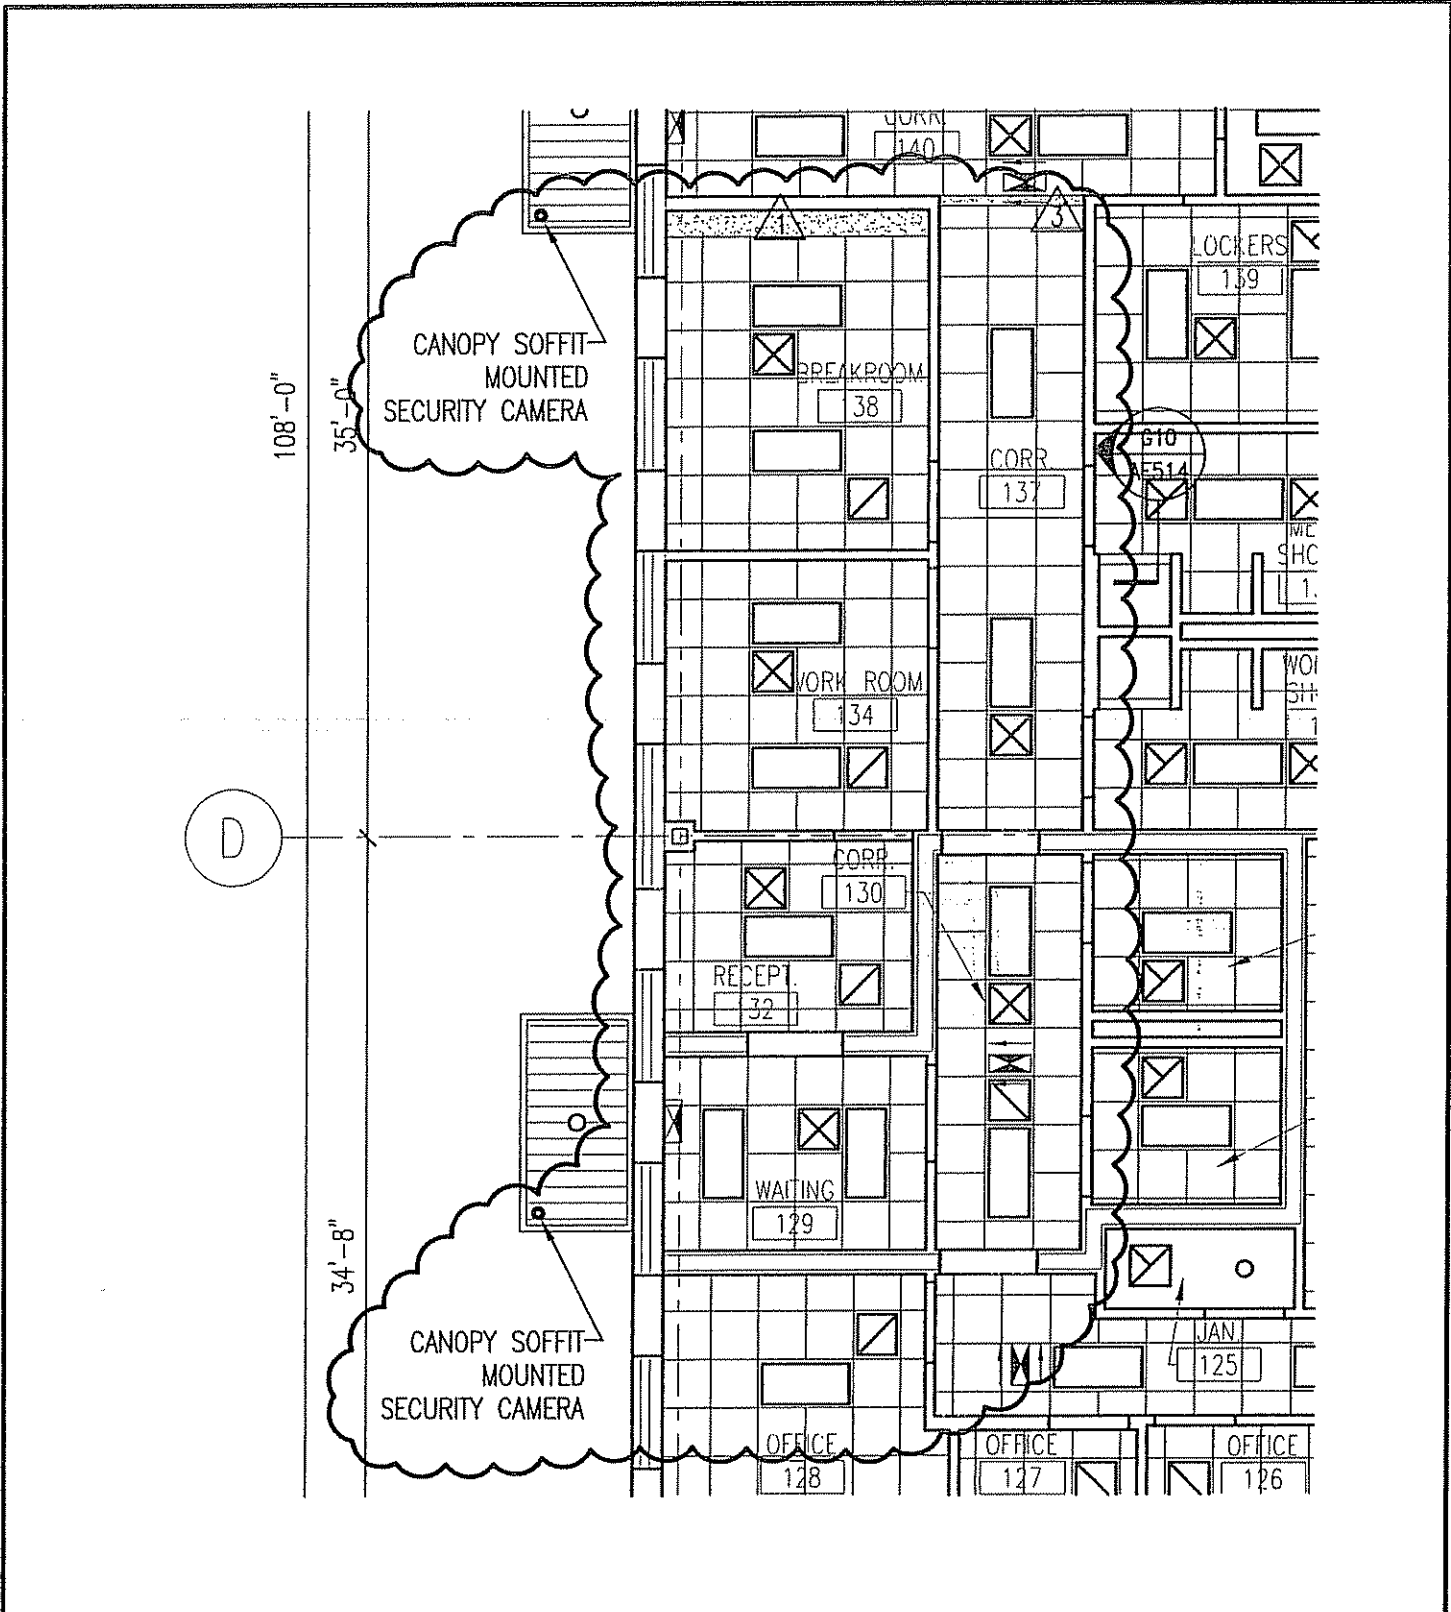 CORR.
140
1
3
LOCKERS
139
CANOPY SOFFIT
MOUNTED
SECURITY CAMERA
108'-0"
35'-0"
BREAKROOM
138
G10
AE514
CORR.
137
WORK ROOM
134
D
CORR.
130
RECEPT.
132
WAITING
129
34'-8"
CANOPY SOFFIT
MOUNTED
SECURITY CAMERA
JAN.
125
OFFICE
128
OFFICE
127
OFFICE
126